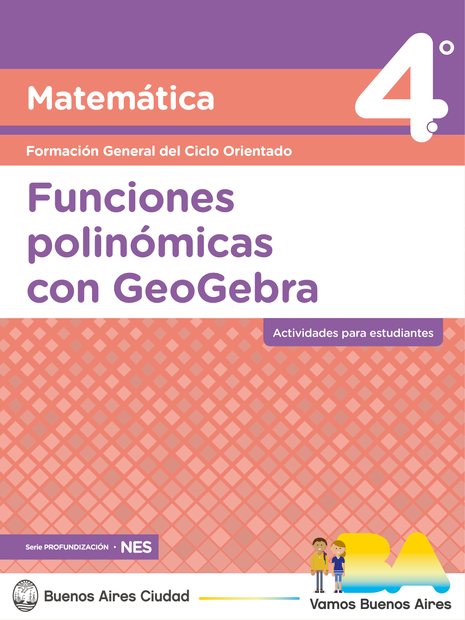 4°
Matemática
Formación General del Ciclo Orientado
Funciones
polinómicas
con GeoGebra
Actividades para estudiantes
Serie PROFUNDIZACIÓN • NES
Buenos Aires Ciudad
BA
Vamos Buenos Aires